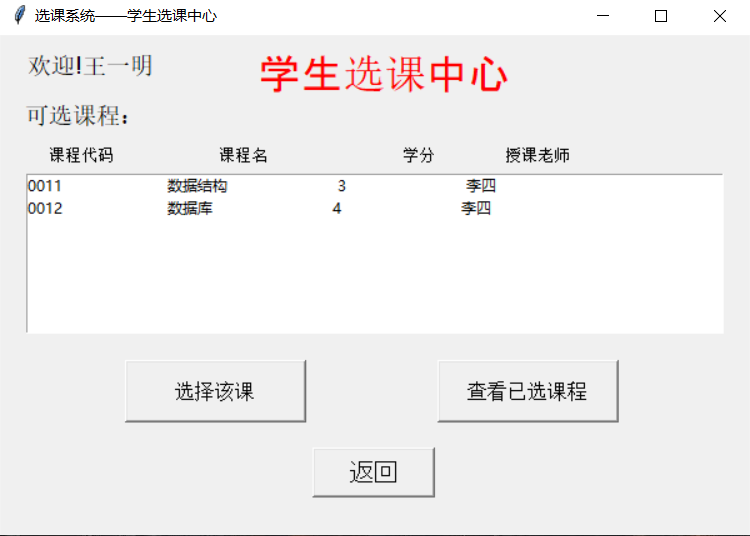 选课系统——学生选课中心
欢迎!王一明
学生选课中心
可选课程：
课程代码 课程名 学分 授课老师
0011 数据结构 3 李四
0012 数据库 4 李四
选择该课 查看已选课程
返回